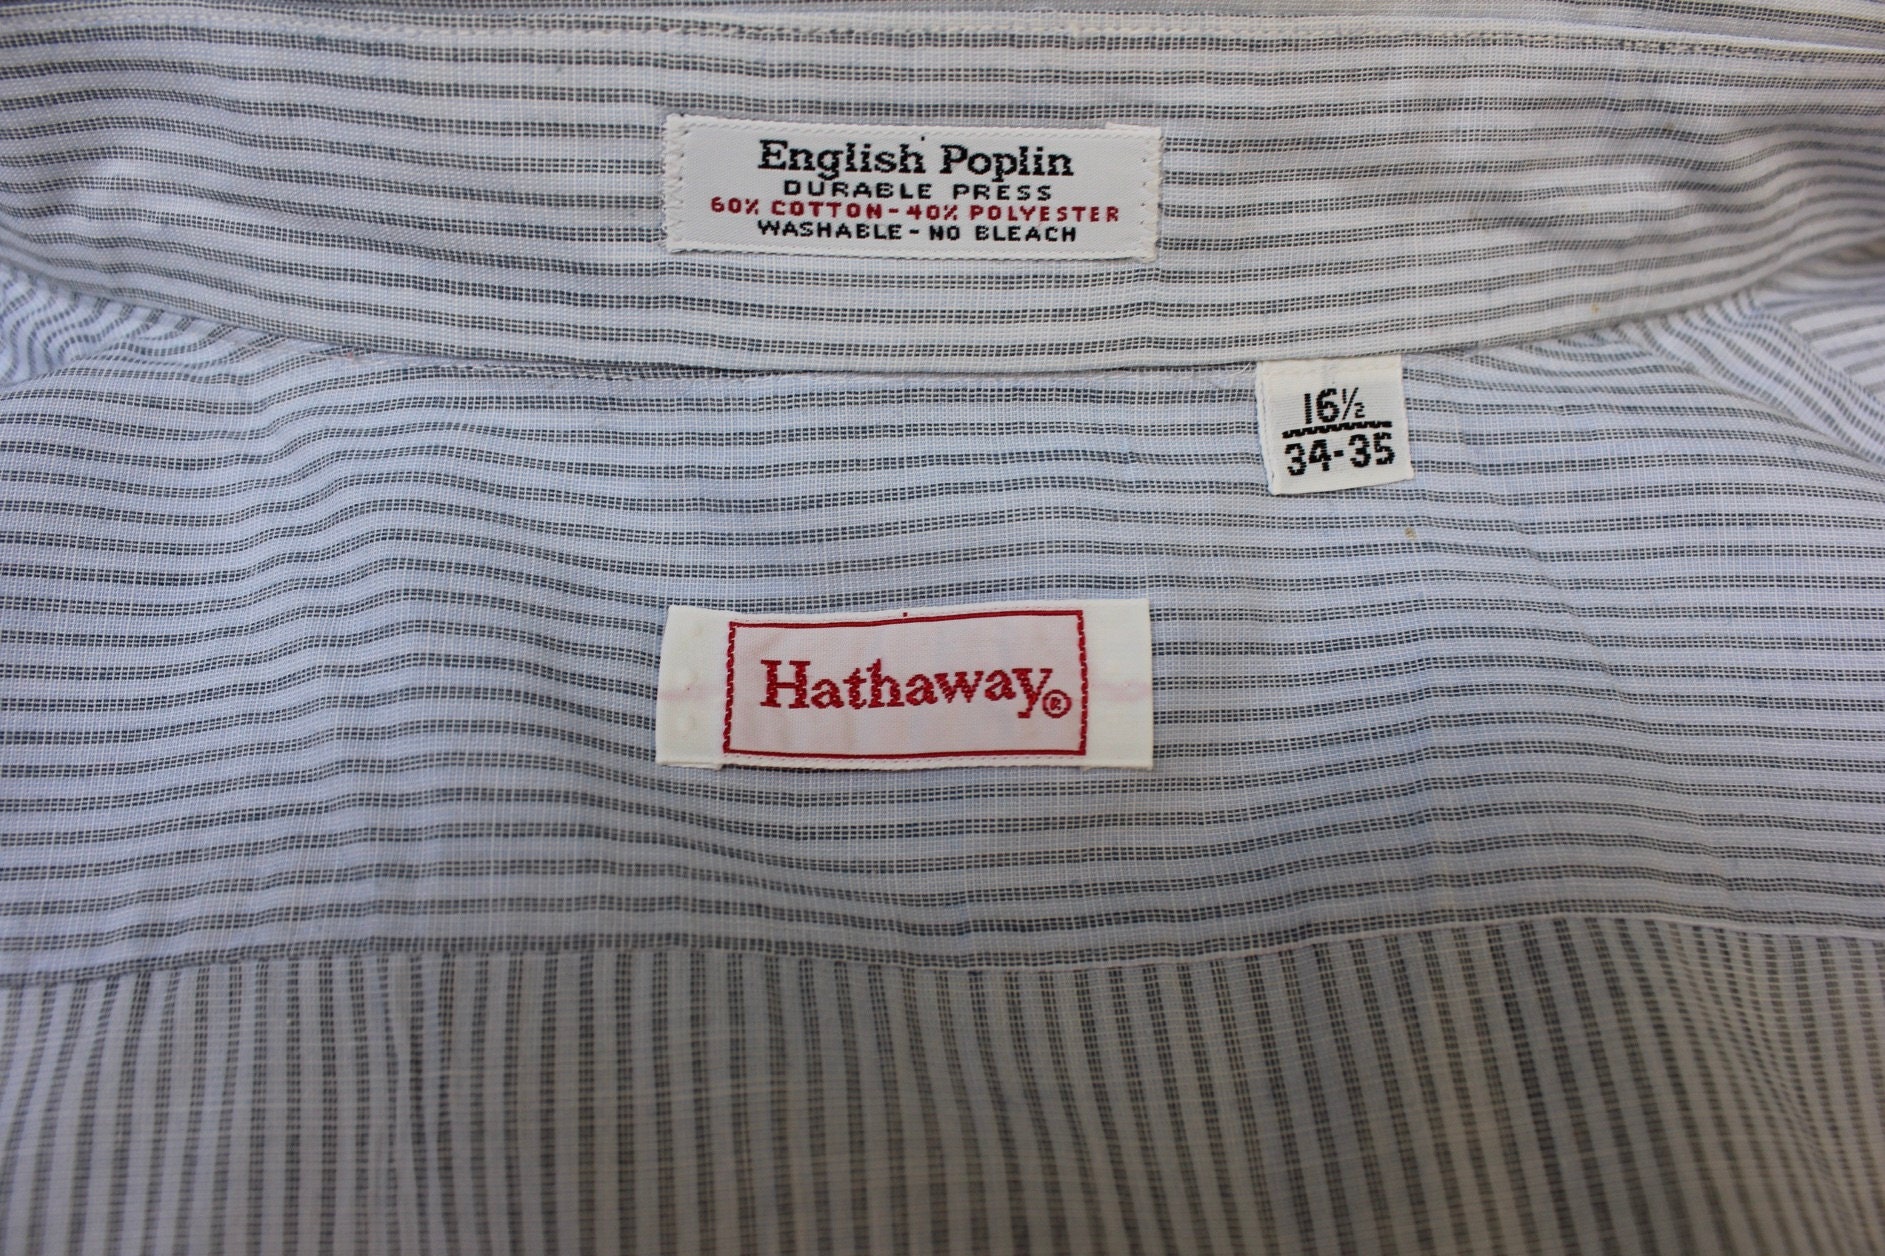 English Poplin
DURABLE PRESS
60% COTTON-40% POLYESTER
WASHABLE-NO BLEACH
16½
34-35
Hathaway®